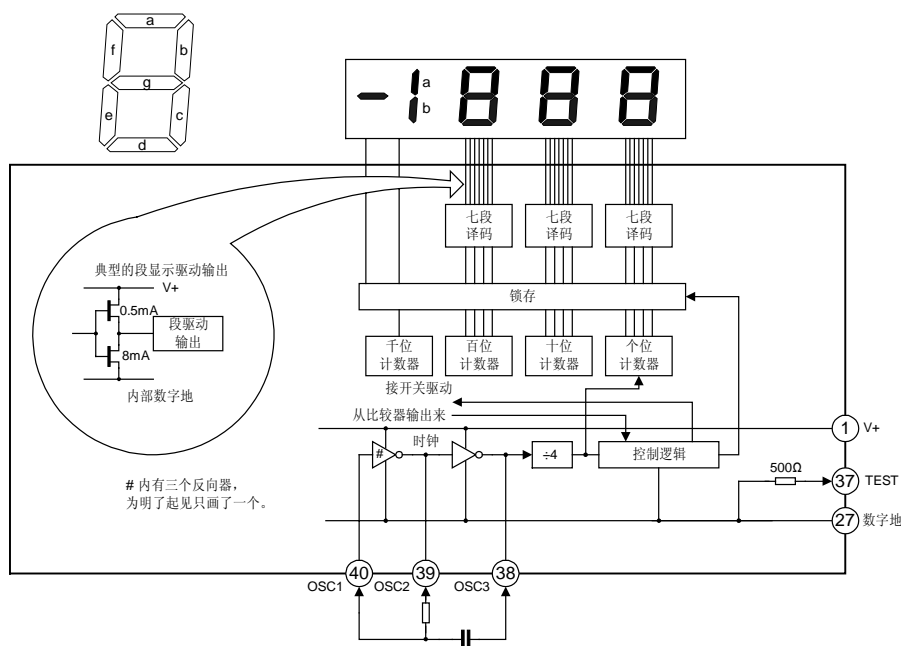 a
f
b
g
e
c
d
a
b
七段
译码
七段
译码
七段
译码
典型的段显示驱动输出
V+
0.5mA
段驱动
输出
8mA
内部数字地
锁存
千位
计数器
百位
计数器
十位
计数器
个位
计数器
接开关驱动
从比较器输出来
1 V+
时钟
#
÷4
控制逻辑
500Ω
37 TEST
# 内有三个反向器，
为明了起见只画了一个。
27 数字地
OSC1 40
OSC2 39
OSC3 38